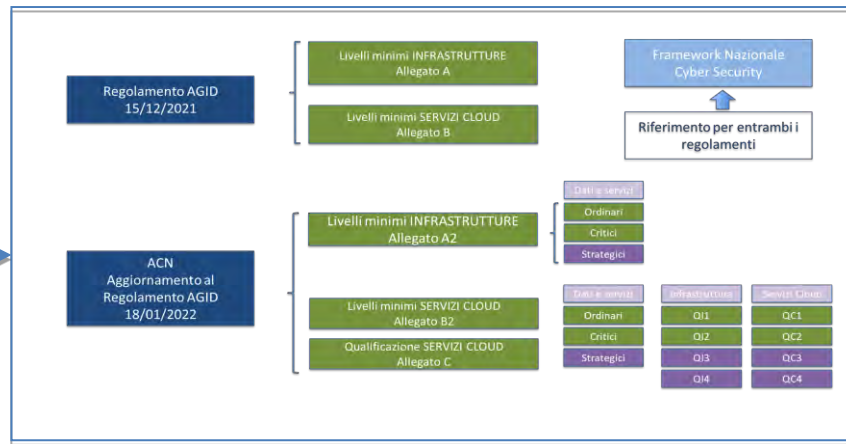 Regolamento AGID
15/12/2021
Livelli minimi INFRASTRUTTURE
Allegato A
Livelli minimi SERVIZI CLOUD
Allegato B
Framework Nazionale
Cyber Security
Riferimento per entrambi i
regolamenti
ACN
Aggiornamento al
Regolamento AGID
18/01/2022
Livelli minimi INFRASTRUTTURE
Allegato A2
Dati e servizi
Ordinari
Critici
Strategici
Livelli minimi SERVIZI CLOUD
Allegato B2
Qualificazione SERVIZI CLOUD
Allegato C
Dati e servizi
Ordinari
Critici
Strategici
Infrastruttura
QI1
QI2
QI3
QI4
Servizi Cloud
QC1
QC2
QC3
QC4